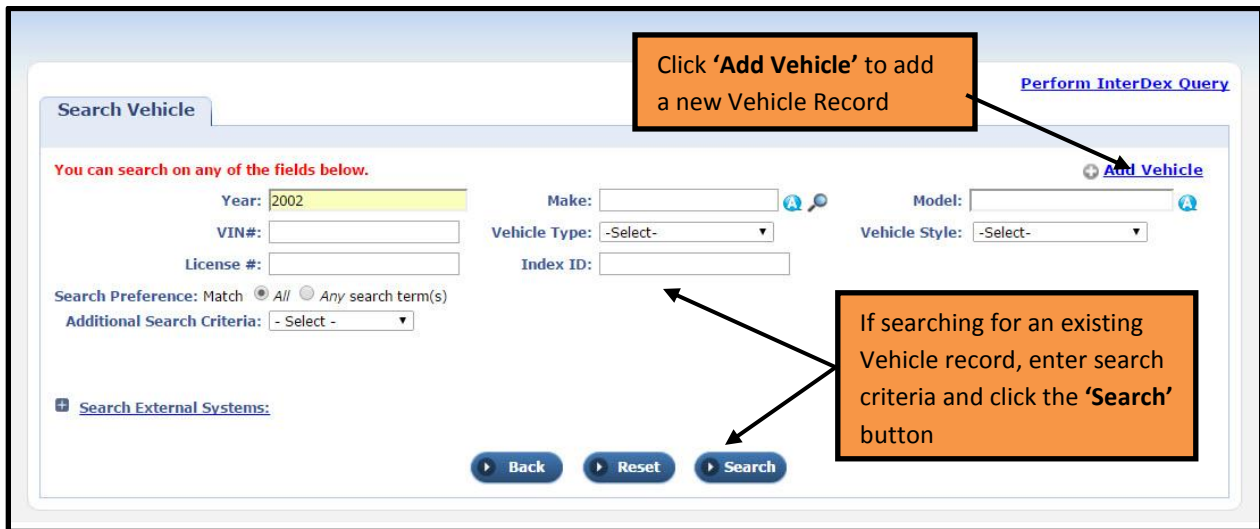 Click ‘Add Vehicle’ to add
a new Vehicle Record
Perform InterDex Query
Search Vehicle
You can search on any of the fields below.
Add Vehicle
Year: 2002 Make: Model:
VIN#: Vehicle Type: -Select- Vehicle Style: -Select-
License #: Index ID:
Search Preference: Match All Any search term(s)
Additional Search Criteria: - Select -
If searching for an existing
Vehicle record, enter search
criteria and click the ‘Search’
button
Search External Systems:
Back Reset Search